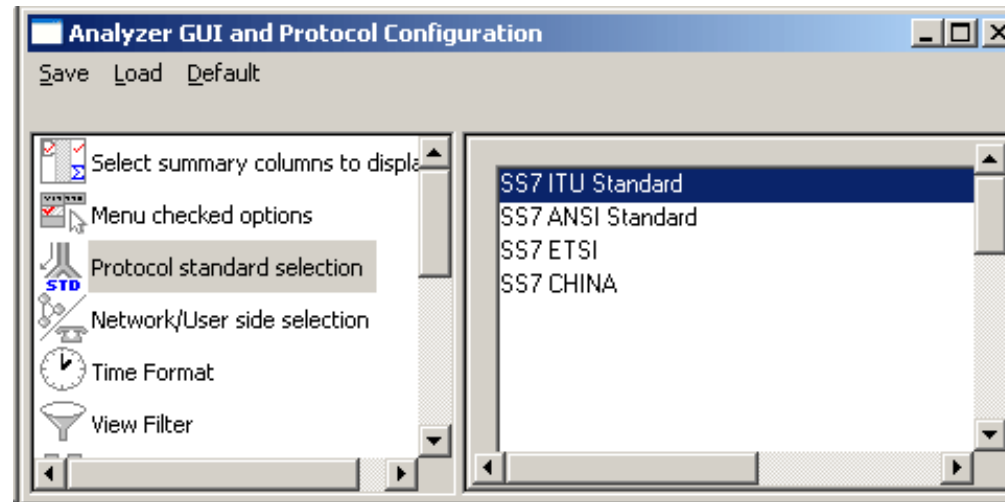 Analyzer GUI and Protocol Configuration
Save Load Default
Select summary columns to displa
Menu checked options
Protocol standard selection
STD
Network/User side selection
Time Format
View Filter
SS7 ITU Standard
SS7 ANSI Standard
SS7 ETSI
SS7 CHINA